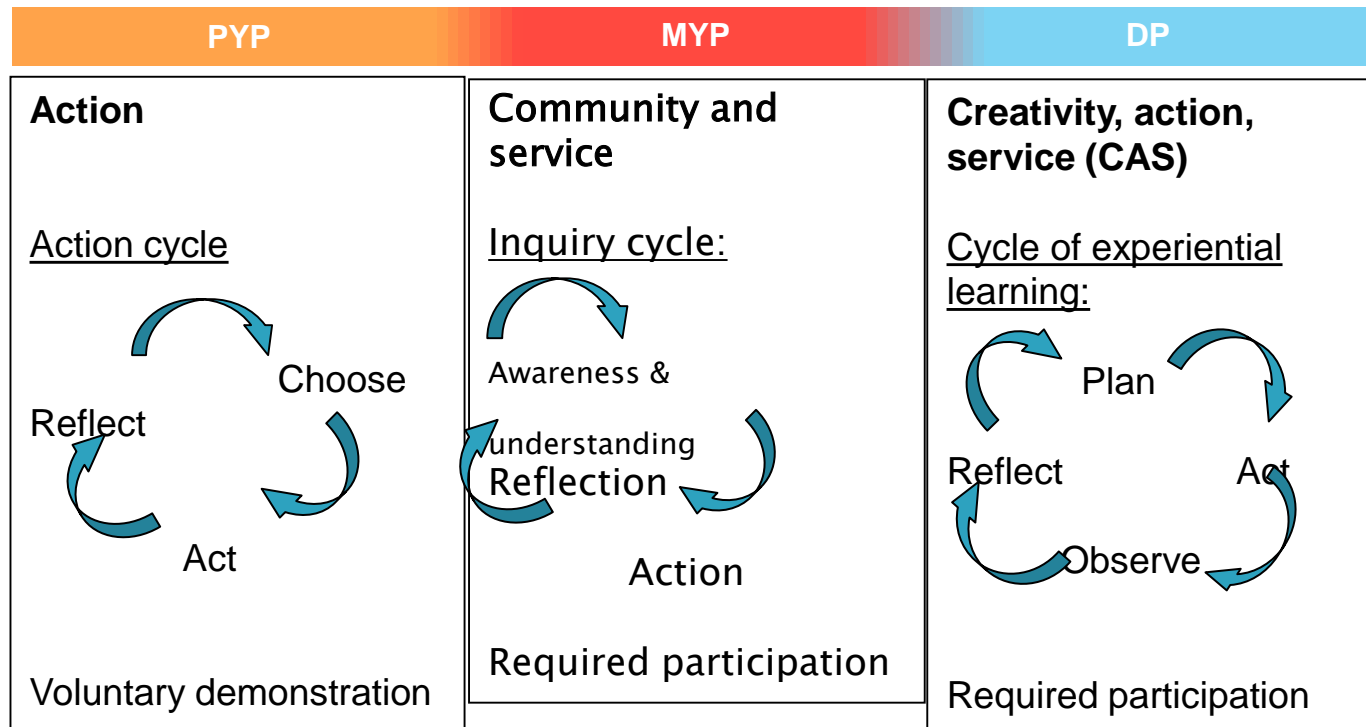 PYP
MYP
DP
Action
Action cycle
Choose
Reflect
Act
Voluntary demonstration
Community and
service
Inquiry cycle:
Awareness &
understanding
Reflection
Action
Required participation
Creativity, action,
service (CAS)
Cycle of experiential
learning:
Plan
Reflect
Act
Observe
Required participation